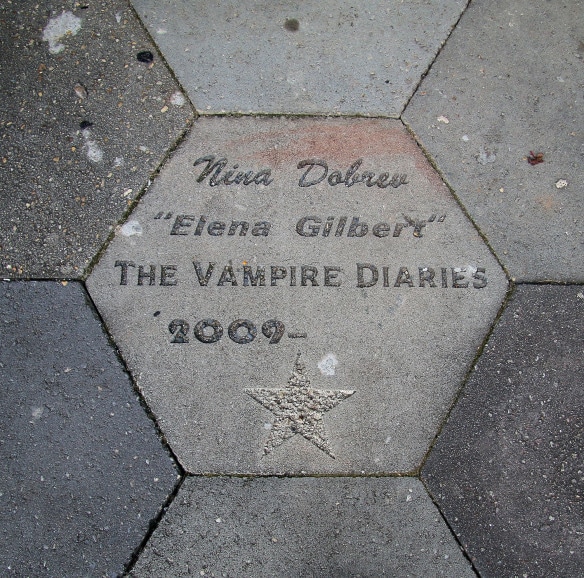 Nina Dobrev
"Elena Gilbert"
THE VAMPIRE DIARIES
2009-